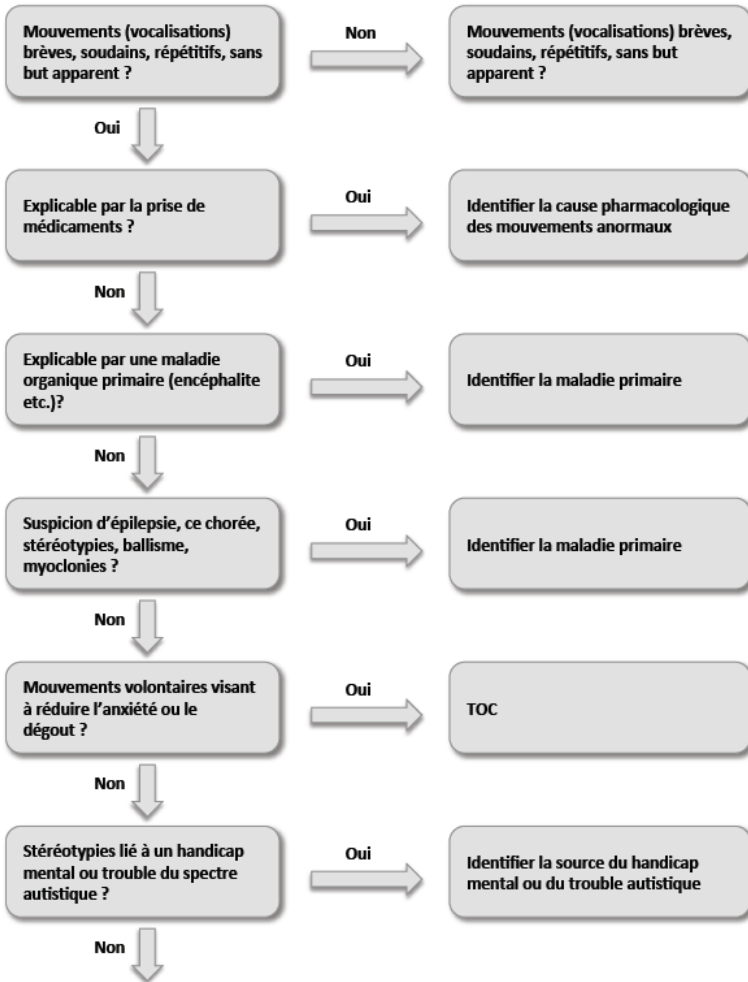 Mouvements (vocalisations)
brèves, soudains, répétitifs, sans
but apparent ?
Non
Mouvements (vocalisations) brèves,
soudains, répétitifs, sans but
apparent ?
Oui
Explicable par la prise de
médicaments ?
Oui
Identifier la cause pharmacologique
des mouvements anormaux
Non
Explicable par une maladie
organique primaire (encéphalite
etc.)?
Oui
Identifier la maladie primaire
Non
Suspicion d'épilepsie, ce chorée,
stéréotypies, ballisme,
myoclonies ?
Oui
Identifier la maladie primaire
Non
Mouvements volontaires visant
à réduire l'anxiété ou le
dégout ?
Oui
TOC
Non
Stéréotypies lié à un handicap
mental ou trouble du spectre
autistique ?
Oui
Identifier la source du handicap
mental ou du trouble autistique
Non